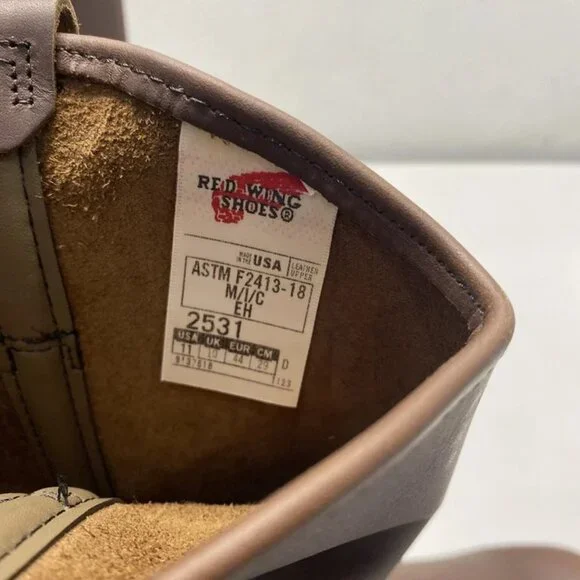 RED WING
SHOES®
MADE IN THE USA LEATHER UPPER
ASTM F2413-18
M/I/C
EH
2531
USA UK EUR CM
11 10 44 29 D